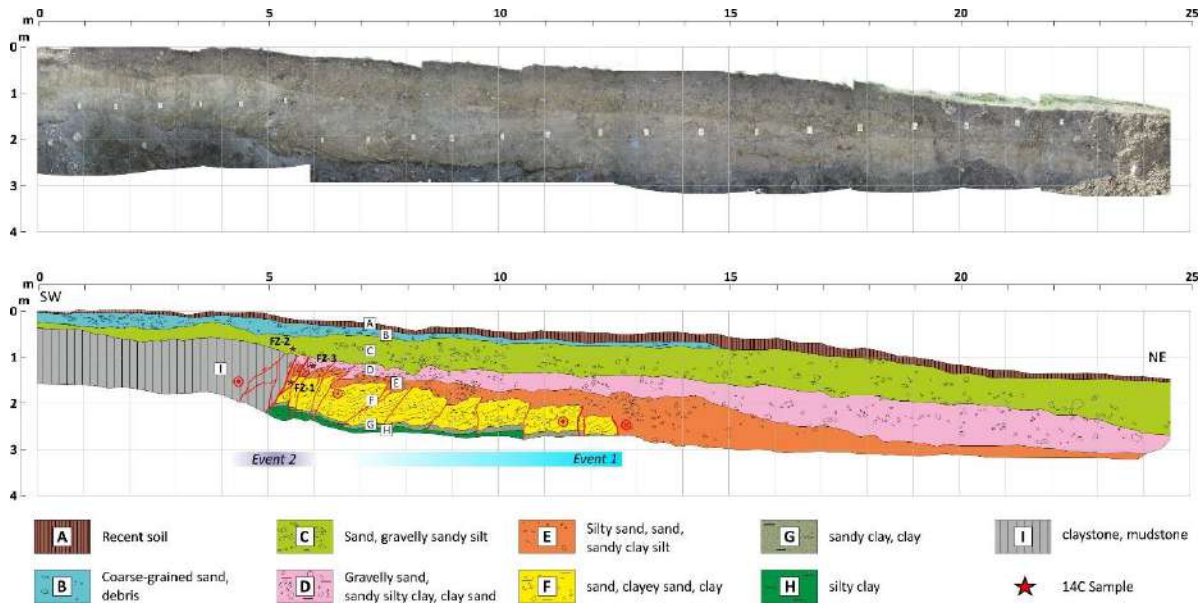 0 5 10 15 20 25
m
m
0
1
2
3
4
0 5 10 15 20 25
m
m
SW
0
1
2
3
4
NE
A
B
C
D
E
F
G
H
I
FZ-2
FZ-3
FZ-1
Event 2
Event 1
A Recent soil
B Coarse-grained sand,
debris
C Sand, gravelly sandy silt
D Gravelly sand,
sandy silty clay, clay sand
E Silty sand, sand,
sandy clay silt
F sand, clayey sand, clay
G sandy clay, clay
H silty clay
I claystone, mudstone
14C Sample